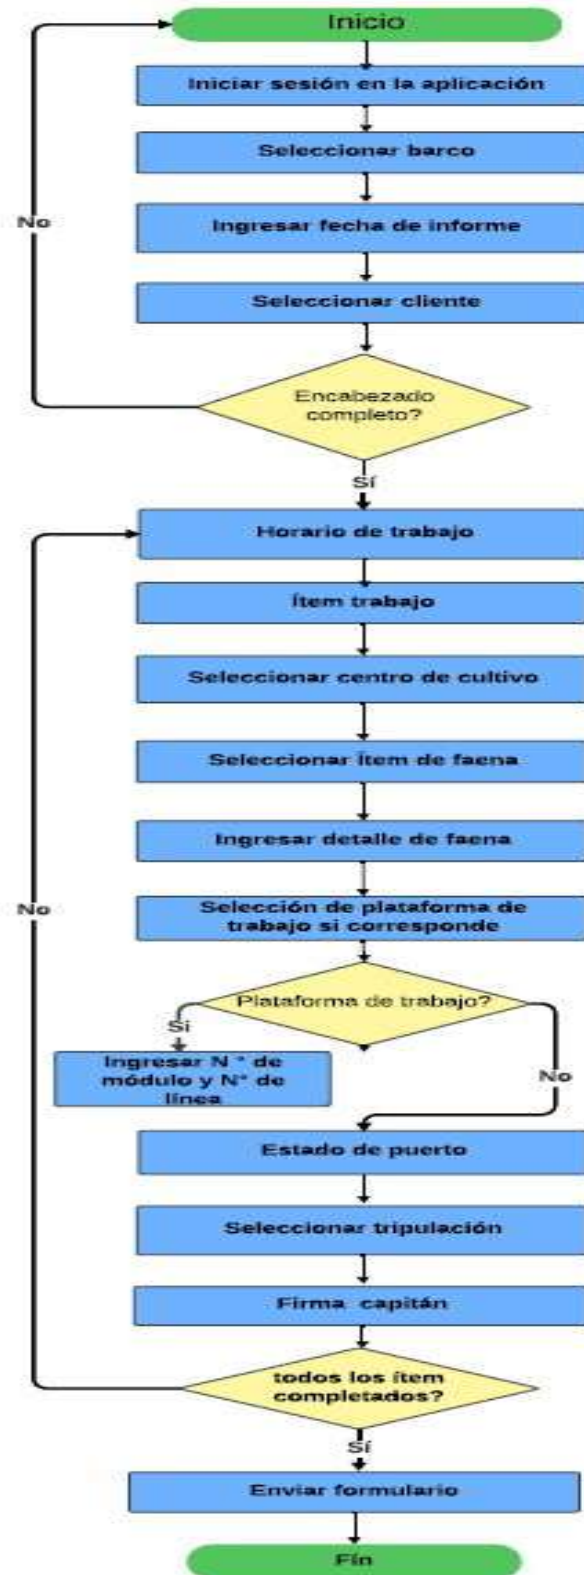 Inicio
Iniciar sesión en la aplicación
Seleccionar barco
No
Ingresar fecha de informe
Seleccionar cliente
Encabezado
completo?
Sí
Horario de trabajo
Ítem trabajo
Seleccionar centro de cultivo
Seleccionar ítem de faena
Ingresar detalle de faena
No
Selección de plataforma de
trabajo si corresponde
Plataforma de trabajo?
Si
Ingresar N ° de
módulo y N° de
línea
No
Estado de puerto
Seleccionar tripulación
Firma capitán
todos los ítem
completados?
Sí
Enviar formulario
Fín